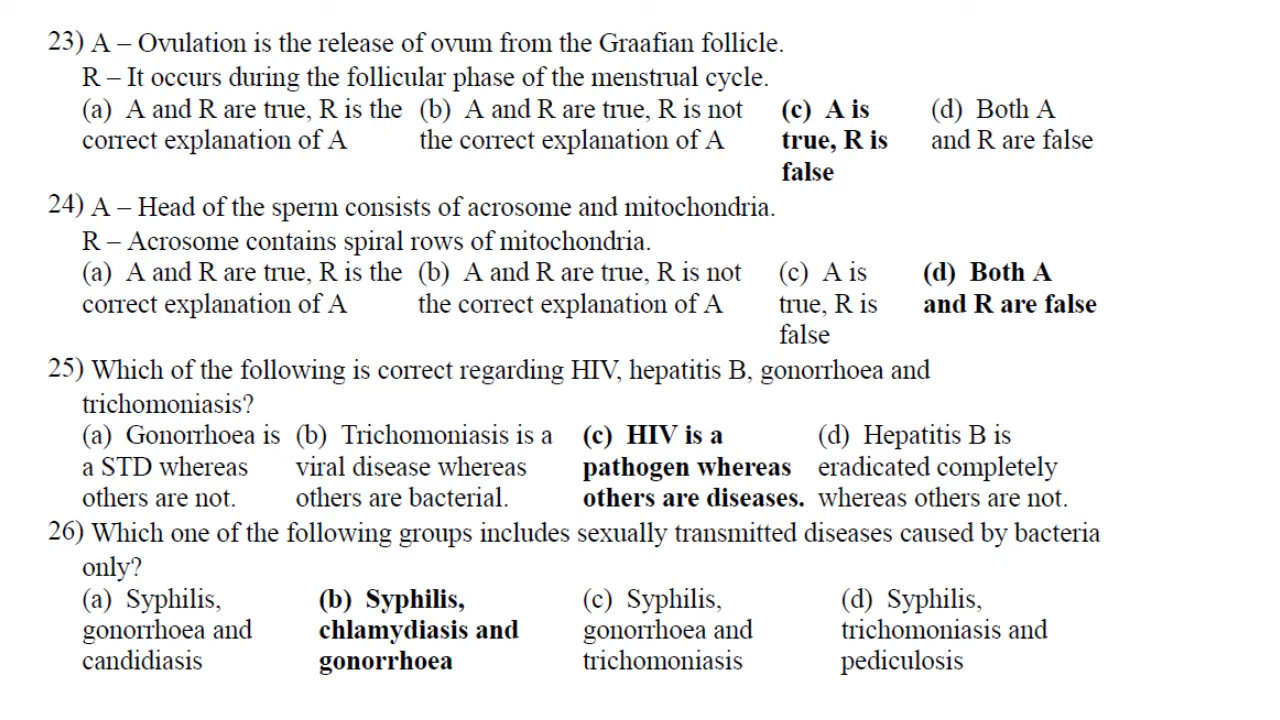 23) A – Ovulation is the release of ovum from the Graafian follicle.
R – It occurs during the follicular phase of the menstrual cycle.
(a) A and R are true, R is the correct explanation of A
(b) A and R are true, R is not the correct explanation of A
(c) A is true, R is false
(d) Both A and R are false
24) A – Head of the sperm consists of acrosome and mitochondria.
R – Acrosome contains spiral rows of mitochondria.
(a) A and R are true, R is the correct explanation of A
(b) A and R are true, R is not the correct explanation of A
(c) A is true, R is false
(d) Both A and R are false
25) Which of the following is correct regarding HIV, hepatitis B, gonorrhoea and
trichomoniasis?
(a) Gonorrhoea is a STD whereas others are not.
(b) Trichomoniasis is a viral disease whereas others are bacterial.
(c) HIV is a pathogen whereas others are diseases.
(d) Hepatitis B is eradicated completely whereas others are not.
26) Which one of the following groups includes sexually transmitted diseases caused by bacteria
only?
(a) Syphilis, gonorrhoea and candidiasis
(b) Syphilis, chlamydiasis and gonorrhoea
(c) Syphilis, gonorrhoea and trichomoniasis
(d) Syphilis, trichomoniasis and pediculosis